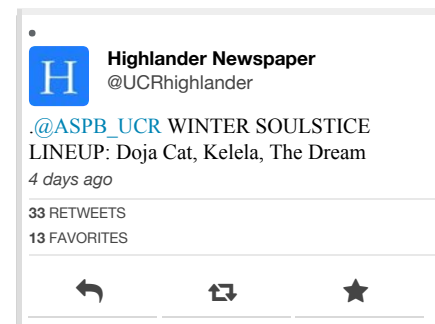 H
Highlander Newspaper
@UCRhighlander
.@ASPB_UCR WINTER SOULSTICE
LINEUP: Doja Cat, Kelela, The Dream
4 days ago
33 RETWEETS
13 FAVORITES